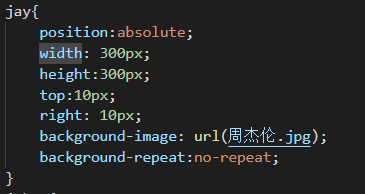 jay{
position:absolute;
width: 300px;
height:300px;
top:10px;
right: 10px;
background-image: url(周杰伦.jpg);
background-repeat:no-repeat;
}